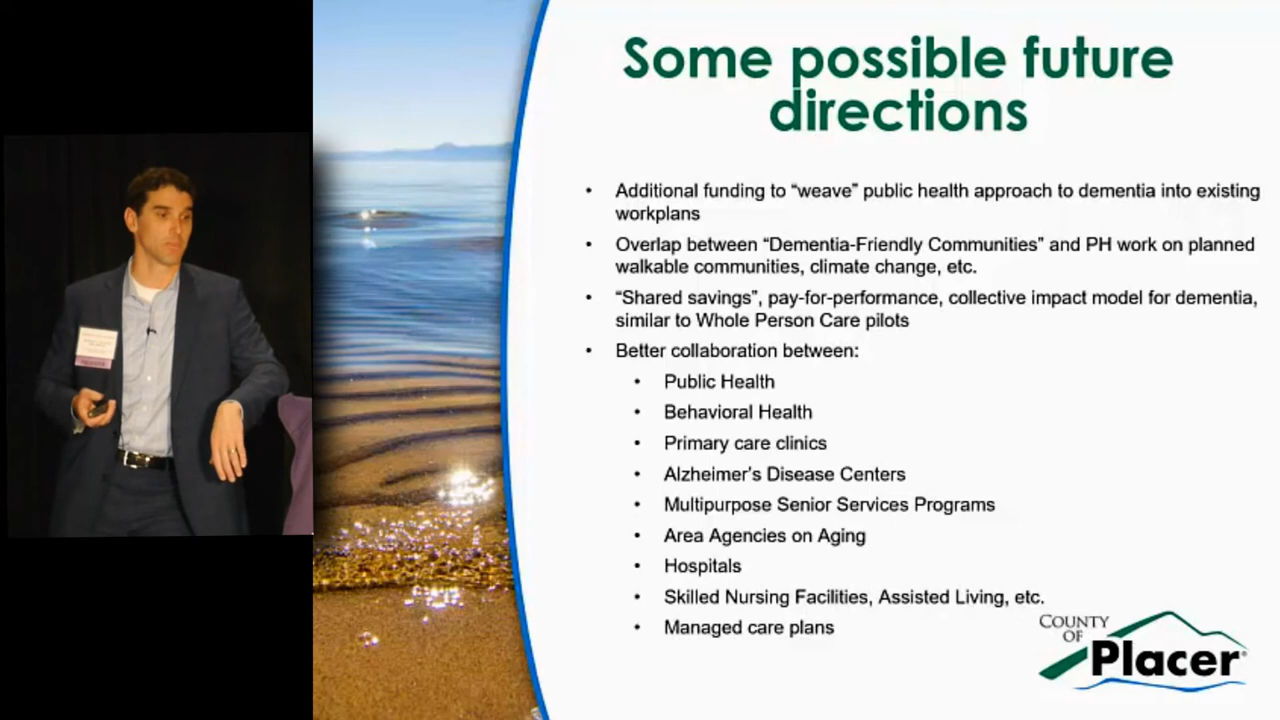 Some possible future
directions
• Additional funding to “weave” public health approach to dementia into existing
workplans
• Overlap between “Dementia-Friendly Communities” and PH work on planned
walkable communities, climate change, etc.
• “Shared savings”, pay-for-performance, collective impact model for dementia,
similar to Whole Person Care pilots
• Better collaboration between:
• Public Health
• Behavioral Health
• Primary care clinics
• Alzheimer’s Disease Centers
• Multipurpose Senior Services Programs
• Area Agencies on Aging
• Hospitals
• Skilled Nursing Facilities, Assisted Living, etc.
• Managed care plans
COUNTY
OF
Placer®